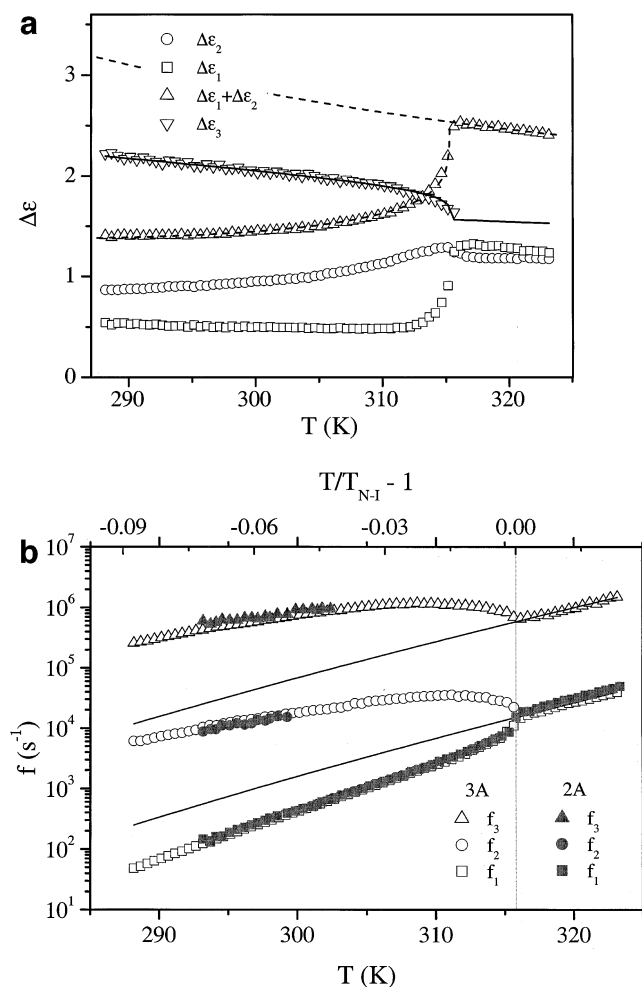 a
Δε₂
Δε₁
Δε₁+Δε₂
Δε₃
3
2
1
0
Δε
290 300 310 320
T (K)
T/T_N-I - 1
-0.09 -0.06 -0.03 0.00
b
10⁷
10⁶
10⁵
10⁴
10³
10²
10¹
f (s⁻¹)
3A 2A
f₃ f₃
f₂ f₂
f₁ f₁
290 300 310 320
T (K)